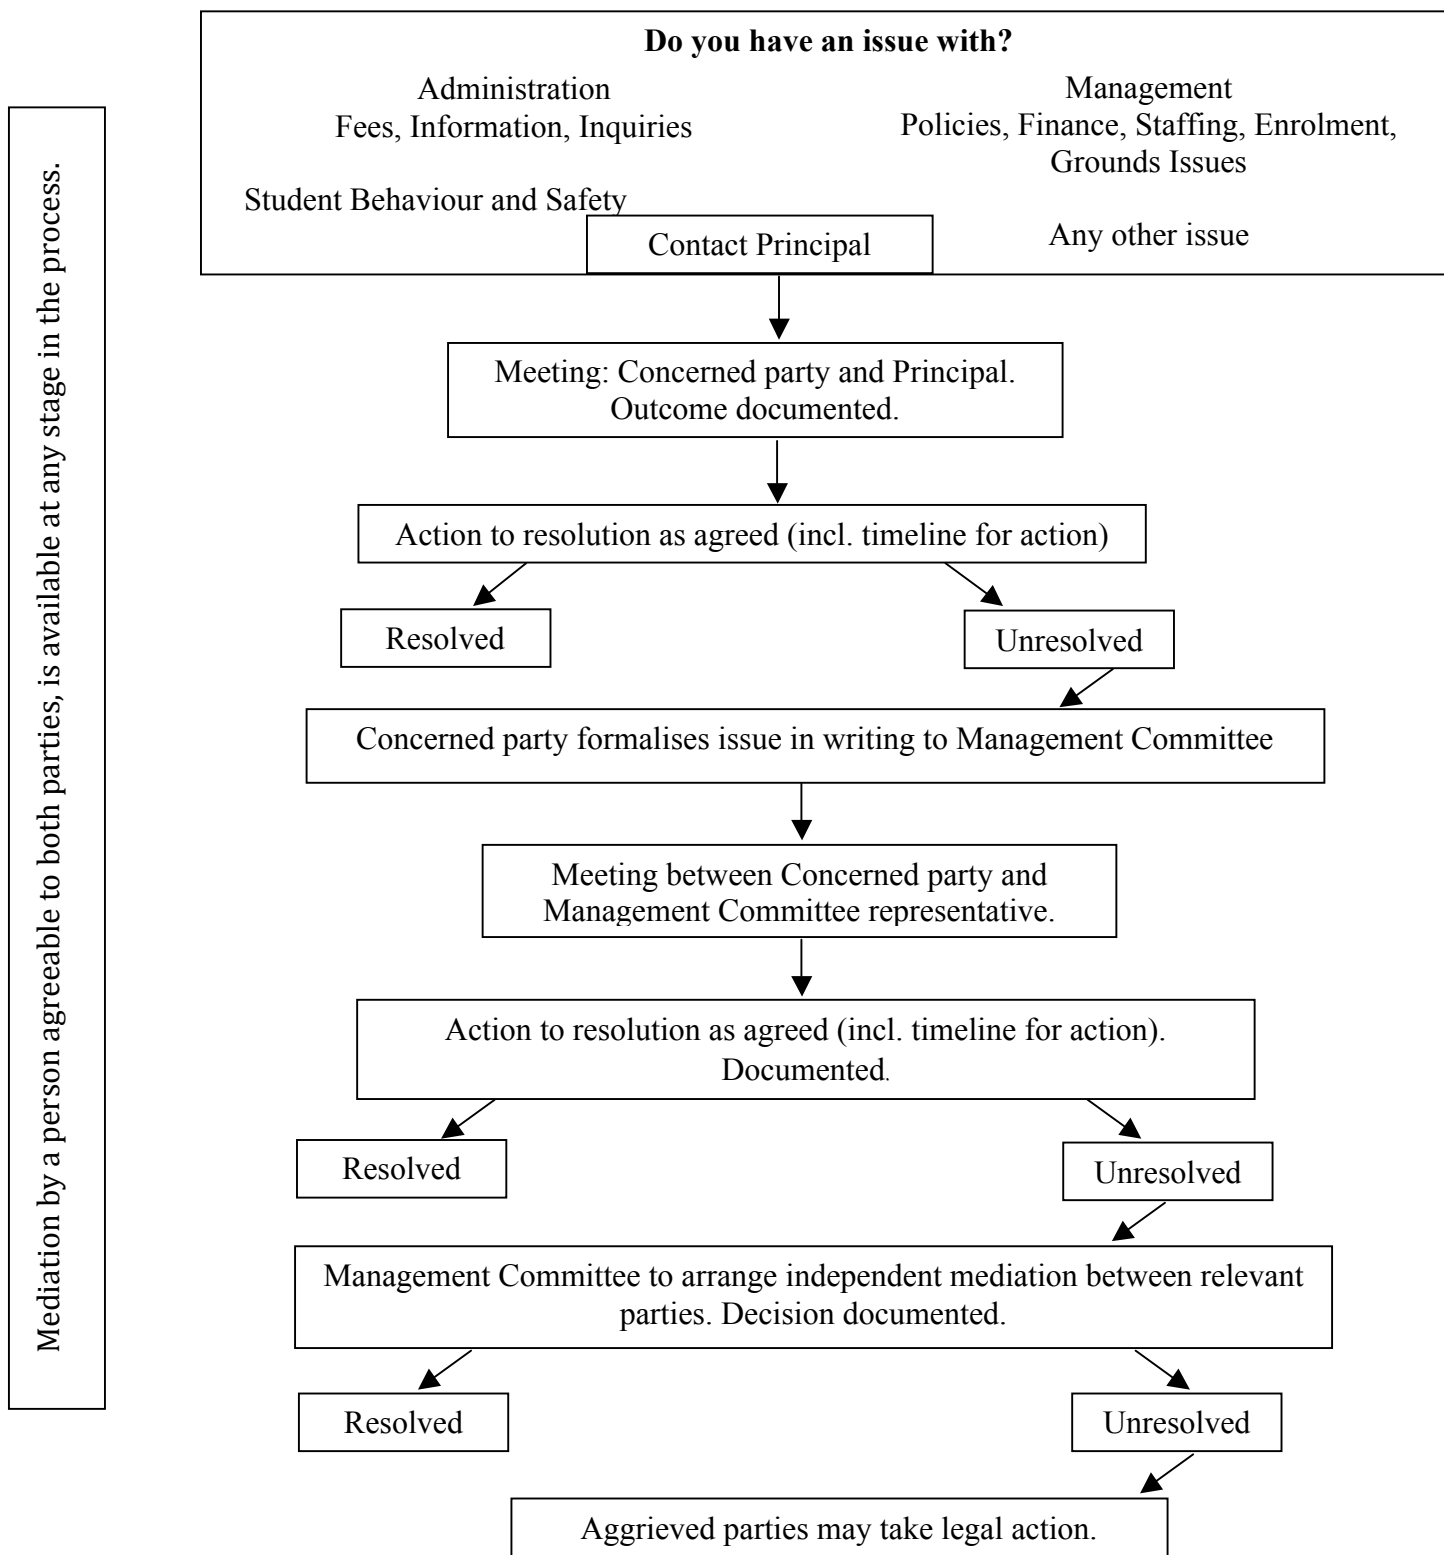 Do you have an issue with?
Administration
Fees, Information, Inquiries
Management
Policies, Finance, Staffing, Enrolment,
Grounds Issues
Student Behaviour and Safety
Any other issue
Contact Principal
Mediation by a person agreeable to both parties, is available at any stage in the process.
Meeting: Concerned party and Principal.
Outcome documented.
Action to resolution as agreed (incl. timeline for action)
Resolved
Unresolved
Concerned party formalises issue in writing to Management Committee
Meeting between Concerned party and
Management Committee representative.
Action to resolution as agreed (incl. timeline for action).
Documented.
Resolved
Unresolved
Management Committee to arrange independent mediation between relevant
parties. Decision documented.
Resolved
Unresolved
Aggrieved parties may take legal action.